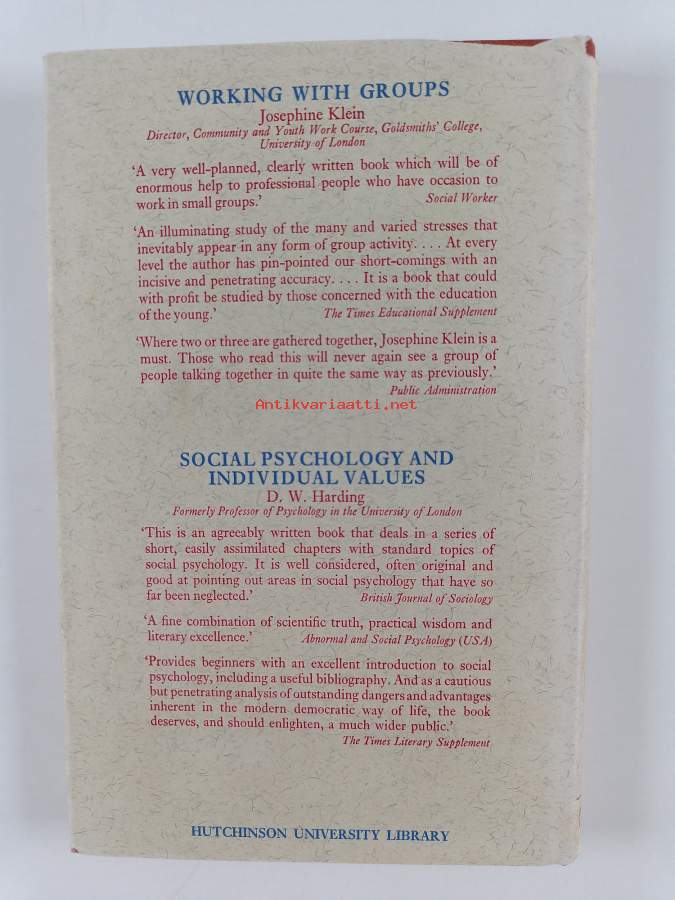 WORKING WITH GROUPS
Josephine Klein
Director, Community and Youth Work Course, Goldsmiths' College,
University of London
'A very well-planned, clearly written book which will be of
enormous help to professional people who have occasion to
work in small groups.' Social Worker
'An illuminating study of the many and varied stresses that
inevitably appear in any form of group activity. . . . At every
level the author has pin-pointed our short-comings with an
incisive and penetrating accuracy. . . . It is a book that could
with profit be studied by those concerned with the education
of the young.' The Times Educational Supplement
'Where two or three are gathered together, Josephine Klein is a
must. Those who read this will never again see a group of
people talking together in quite the same way as previously.'
Public Administration
Antikvariaatti.net
SOCIAL PSYCHOLOGY AND
INDIVIDUAL VALUES
D. W. Harding
Formerly Professor of Psychology in the University of London
'This is an agreeably written book that deals in a series of
short, easily assimilated chapters with standard topics of
social psychology. It is well considered, often original and
good at pointing out areas in social psychology that have so
far been neglected.' British Journal of Sociology
'A fine combination of scientific truth, practical wisdom and
literary excellence.' Abnormal and Social Psychology (USA)
'Provides beginners with an excellent introduction to social
psychology, including a useful bibliography. And as a cautious
but penetrating analysis of outstanding dangers and advantages
inherent in the modern democratic way of life, the book
deserves, and should enlighten, a much wider public.'
The Times Literary Supplement
HUTCHINSON UNIVERSITY LIBRARY